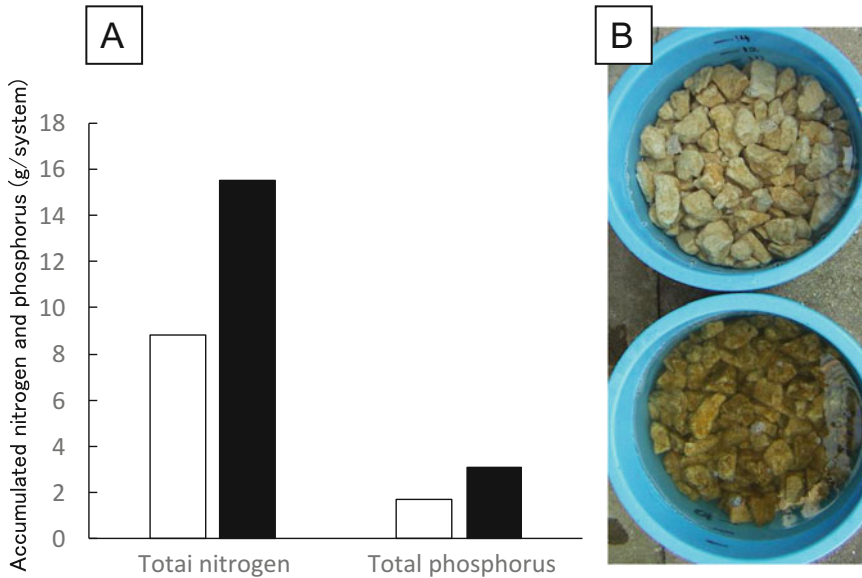 A
B
Accumulated nitrogen and phosphorus (g/system)
18
16
14
12
10
8
6
4
2
0
Totai nitrogen
Total phosphorus